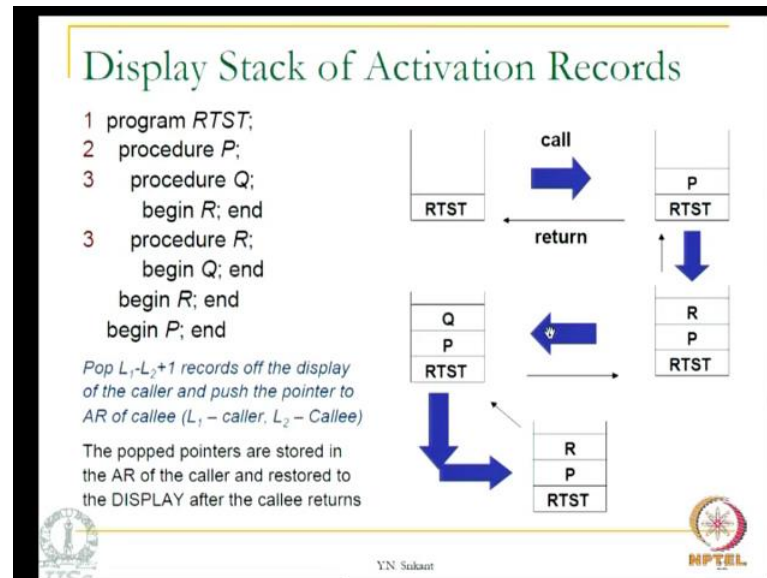 Display Stack of Activation Records
1 program RTST;
2 procedure P;
3 procedure Q;
begin R; end
3 procedure R;
begin Q; end
begin R; end
begin P; end
Pop L₁-L₂+1 records off the display
of the caller and push the pointer to
AR of callee (L₁ – caller, L₂ – Callee)
The popped pointers are stored in
the AR of the caller and restored to
the DISPLAY after the callee returns
RTST
call
return
P
RTST
R
P
RTST
Q
P
RTST
R
P
RTST
Y.N. Srikant
NPTEL